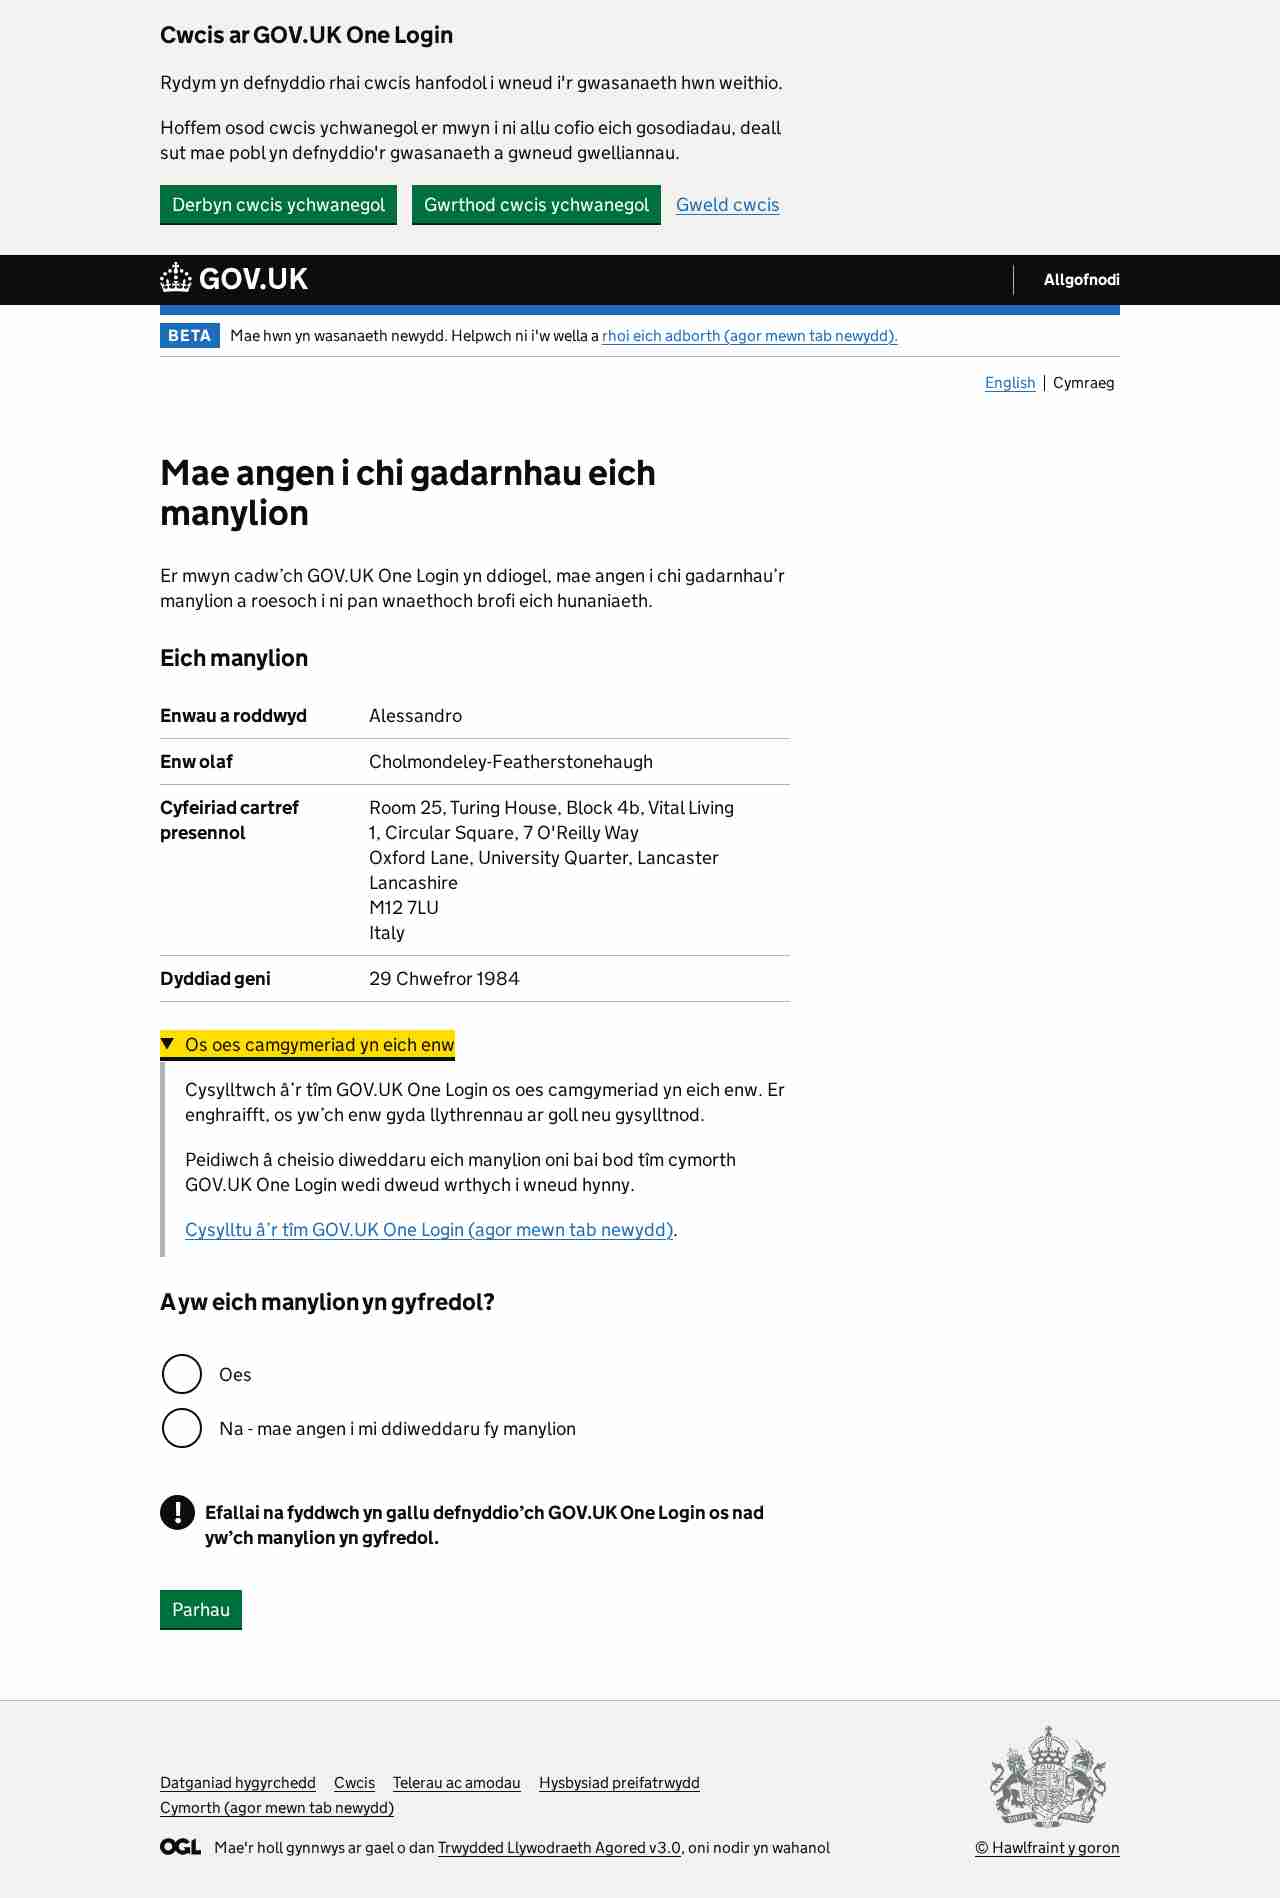 Cwcis ar GOV.UK One Login
Rydym yn defnyddio rhai cwcis hanfodol i wneud i'r gwasanaeth hwn weithio.
Hoffem osod cwcis ychwanegol er mwyn i ni allu cofio eich gosodiadau, deall
sut mae pobl yn defnyddio'r gwasanaeth a gwneud gwelliannau.
Derbyn cwcis ychwanegol Gwrthod cwcis ychwanegol Gweld cwcis
GOV.UK Allgofnodi
BETA Mae hwn yn wasanaeth newydd. Helpwch ni i'w wella a rhoi eich adborth (agor mewn tab newydd).
English Cymraeg
Mae angen i chi gadarnhau eich
manylion
Er mwyn cadw’ch GOV.UK One Login yn ddiogel, mae angen i chi gadarnhau’r
manylion a roesoch i ni pan wnaethoch brofi eich hunaniaeth.
Eich manylion
Enwau a roddwyd Alessandro
Enw olaf Cholmondeley-Featherstonehaugh
Cyfeiriad cartref Room 25, Turing House, Block 4b, Vital Living
presennol 1, Circular Square, 7 O'Reilly Way
Oxford Lane, University Quarter, Lancaster
Lancashire
M12 7LU
Italy
Dyddiad geni 29 Chwefror 1984
Os oes camgymeriad yn eich enw
Cysylltwch â’r tîm GOV.UK One Login os oes camgymeriad yn eich enw. Er
enghraifft, os yw’ch enw gyda llythrennau ar goll neu gysylltnod.
Peidiwch â cheisio diweddaru eich manylion oni bai bod tîm cymorth
GOV.UK One Login wedi dweud wrthych i wneud hynny.
Cysylltu â’r tîm GOV.UK One Login (agor mewn tab newydd).
A yw eich manylion yn gyfredol?
Oes
Na - mae angen i mi ddiweddaru fy manylion
! Efallai na fyddwch yn gallu defnyddio’ch GOV.UK One Login os nad
yw’ch manylion yn gyfredol.
Parhau
Datganiad hygyrchedd Cwcis Telerau ac amodau Hysbysiad preifatrwydd
Cymorth (agor mewn tab newydd)
OGL Mae'r holl gynnwys ar gael o dan Trwydded Llywodraeth Agored v3.0, oni nodir yn wahanol
© Hawlfraint y goron